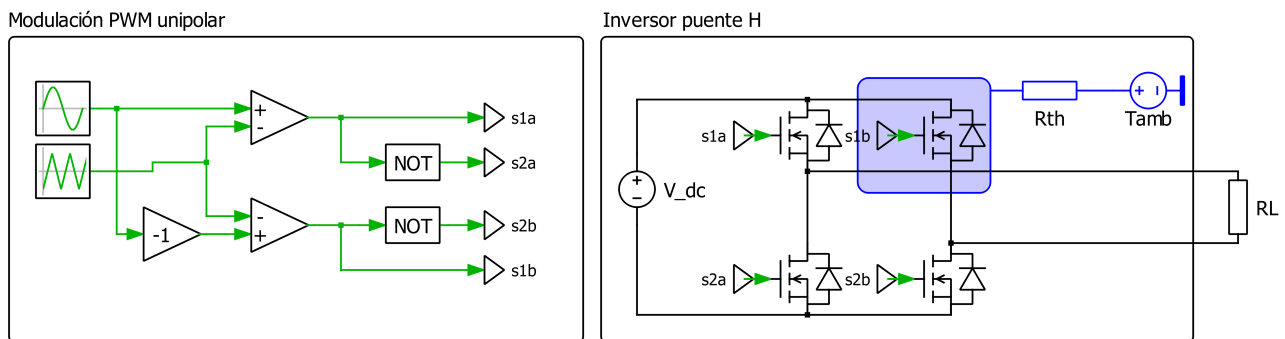 Modulación PWM unipolar
+
-
s1a
NOT
s2a
-
+
-1
NOT
s2b
s1b
Inversor puente H
V_dc
+
-
s1a
s1b
s2a
s2b
Rth
+
-
Tamb
RL